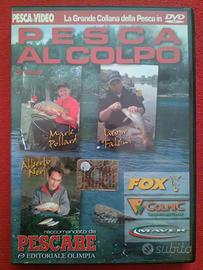 PESCA-VIDEO
La Grande Collana della Pesca in DVD
PESCA
AL COLPO
Mark
Pollard
Jacopo
Falsini
Alberto
Neri
FOX
COLMIC
MAVER
raccomandato da
PESCARE
EDITORIALE OLIMPIA
subito